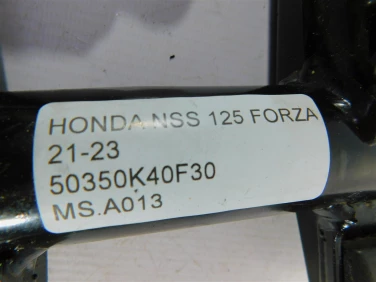 HONDA NSS 125 FORZA
21-23
50350K40F30
MS.A013